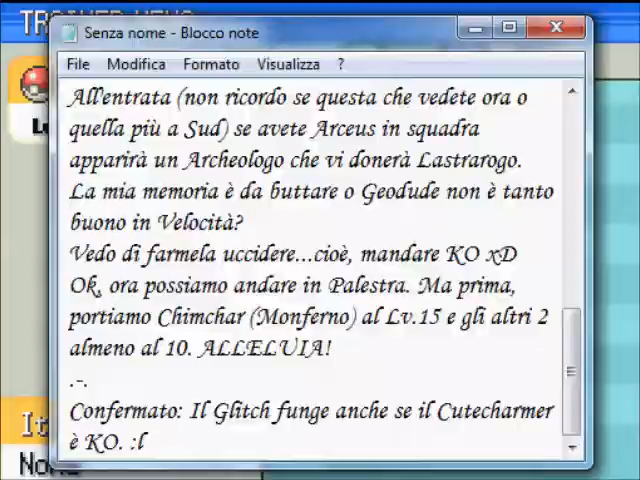 Senza nome - Blocco note
File Modifica Formato Visualizza ?
All'entrata (non ricordo se questa che vedete ora o
quella più a Sud) se avete Arceus in squadra
apparirà un Archeologo che vi donerà Lastrarogo.
La mia memoria è da buttare o Geodude non è tanto
buono in Velocità?
Vedo di farmela uccidere...cioè, mandare KO xD
Ok, ora possiamo andare in Palestra. Ma prima,
portiamo Chimchar (Monferno) al Lv.15 e gli altri 2
almeno al 10. ALLELUIA!
.-.
Confermato: Il Glitch funge anche se il Cutecharmer
è KO. :l